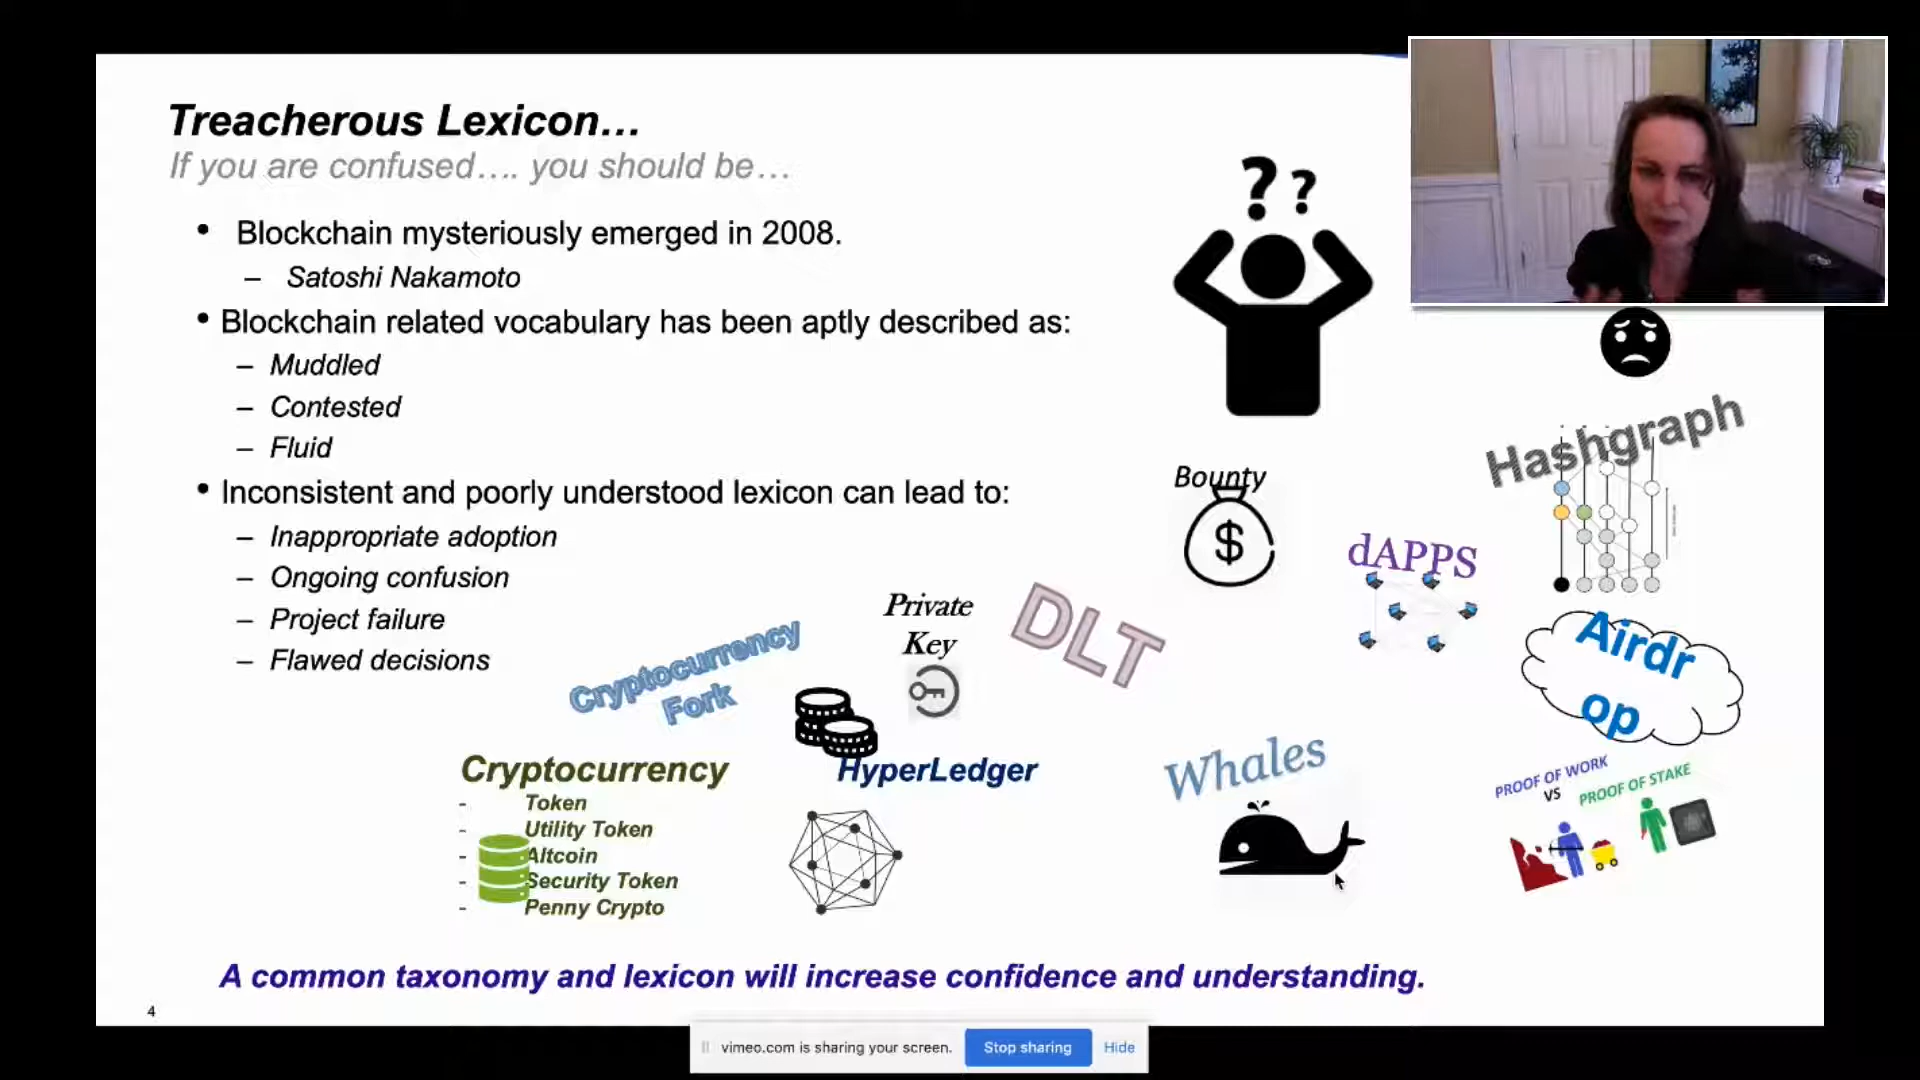 Treacherous Lexicon...
If you are confused.... you should be...
• Blockchain mysteriously emerged in 2008.
– Satoshi Nakamoto
• Blockchain related vocabulary has been aptly described as:
– Muddled
– Contested
– Fluid
• Inconsistent and poorly understood lexicon can lead to:
– Inappropriate adoption
– Ongoing confusion
– Project failure
– Flawed decisions
? ?
Hashgraph
Bounty
$
dAPPS
Private
Key
DLT
Cryptocurrency
Fork
Airdr
op
Cryptocurrency
- Token
- Utility Token
- Altcoin
- Security Token
- Penny Crypto
HyperLedger
Whales
PROOF OF WORK
VS
PROOF OF STAKE
A common taxonomy and lexicon will increase confidence and understanding.
4
vimeo.com is sharing your screen.
Stop sharing
Hide